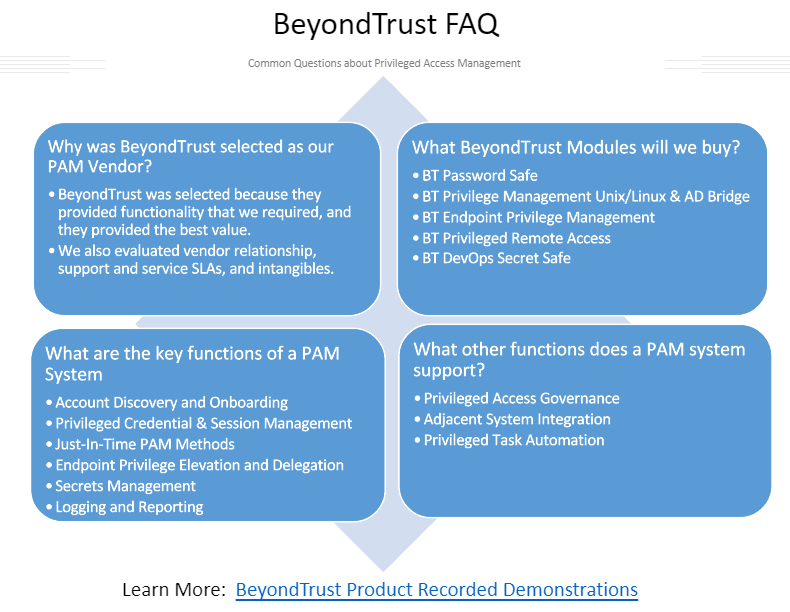 BeyondTrust FAQ
Common Questions about Privileged Access Management
Why was BeyondTrust selected as our
PAM Vendor?
• BeyondTrust was selected because they
provided functionality that we required, and
they provided the best value.
• We also evaluated vendor relationship,
support and service SLAs, and intangibles.
What BeyondTrust Modules will we buy?
• BT Password Safe
• BT Privilege Management Unix/Linux & AD Bridge
• BT Endpoint Privilege Management
• BT Privileged Remote Access
• BT DevOps Secret Safe
What are the key functions of a PAM
System
• Account Discovery and Onboarding
• Privileged Credential & Session Management
• Just-In-Time PAM Methods
• Endpoint Privilege Elevation and Delegation
• Secrets Management
• Logging and Reporting
What other functions does a PAM system
support?
• Privileged Access Governance
• Adjacent System Integration
• Privileged Task Automation
Learn More: BeyondTrust Product Recorded Demonstrations